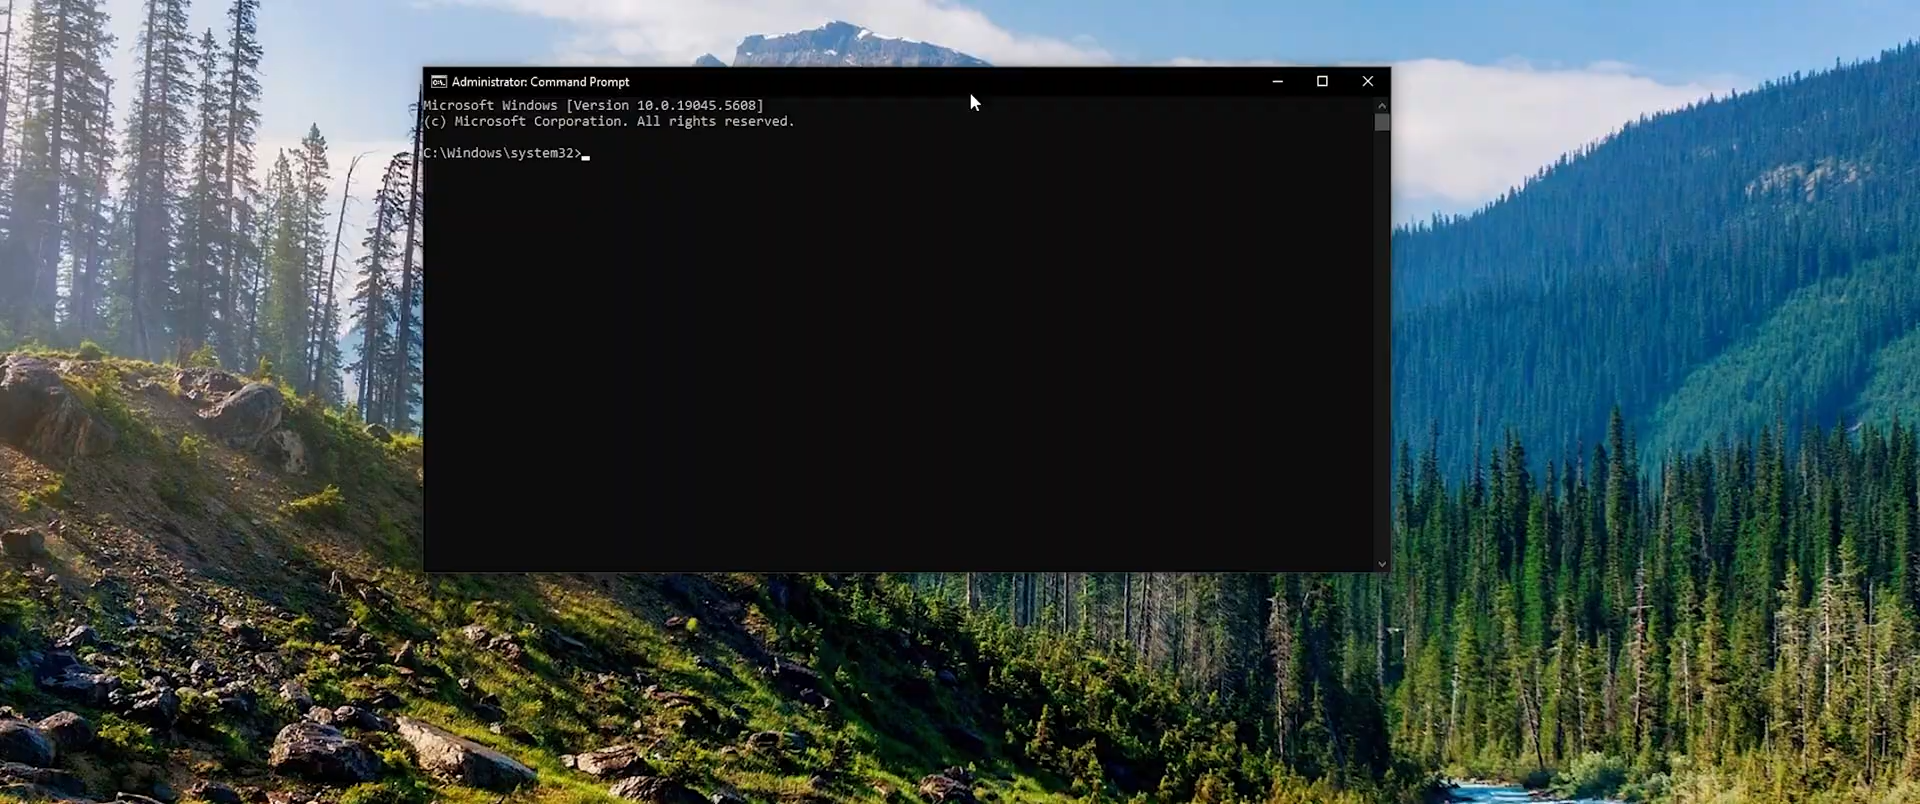 Administrator: Command Prompt
Microsoft Windows [Version 10.0.19045.5608]
(c) Microsoft Corporation. All rights reserved.
C:\Windows\system32>